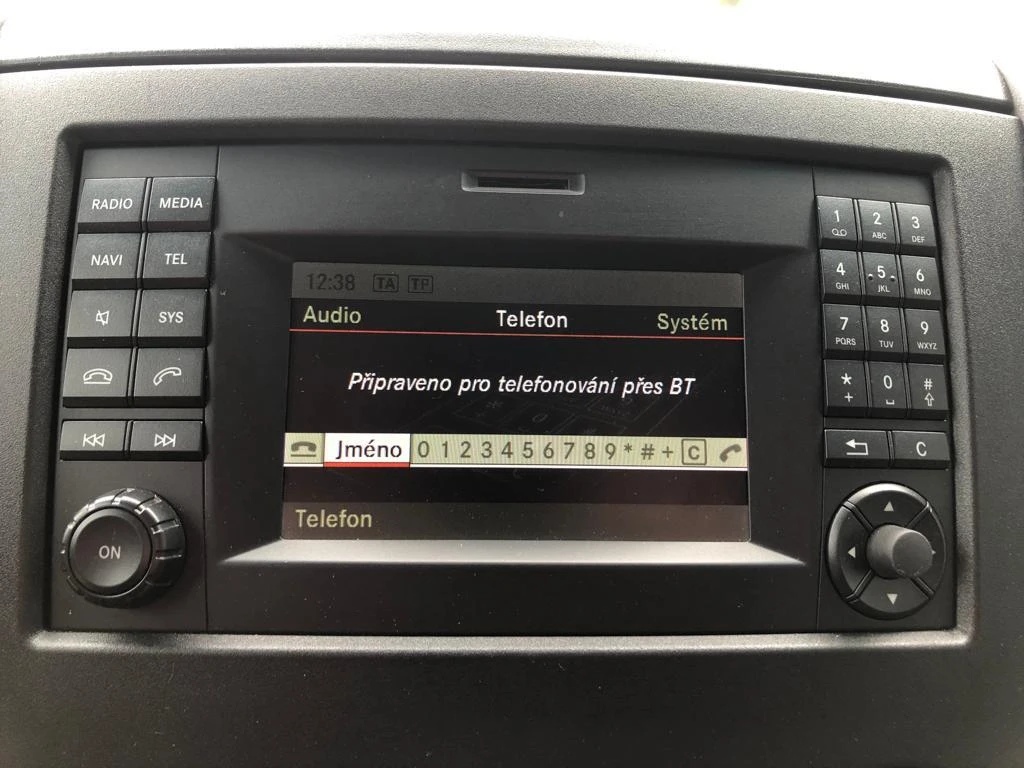 RADIO MEDIA
NAVI TEL
SYS
ON
12:38 TA TP
Audio Telefon Systém
Připraveno pro telefonování přes BT
Jméno 0 1 2 3 4 5 6 7 8 9 * # + C
Telefon
1 2 3
ABC DEF
4 5 6
GHI JKL MNO
7 8 9
PQRS TUV WXYZ
* 0 #
+
C